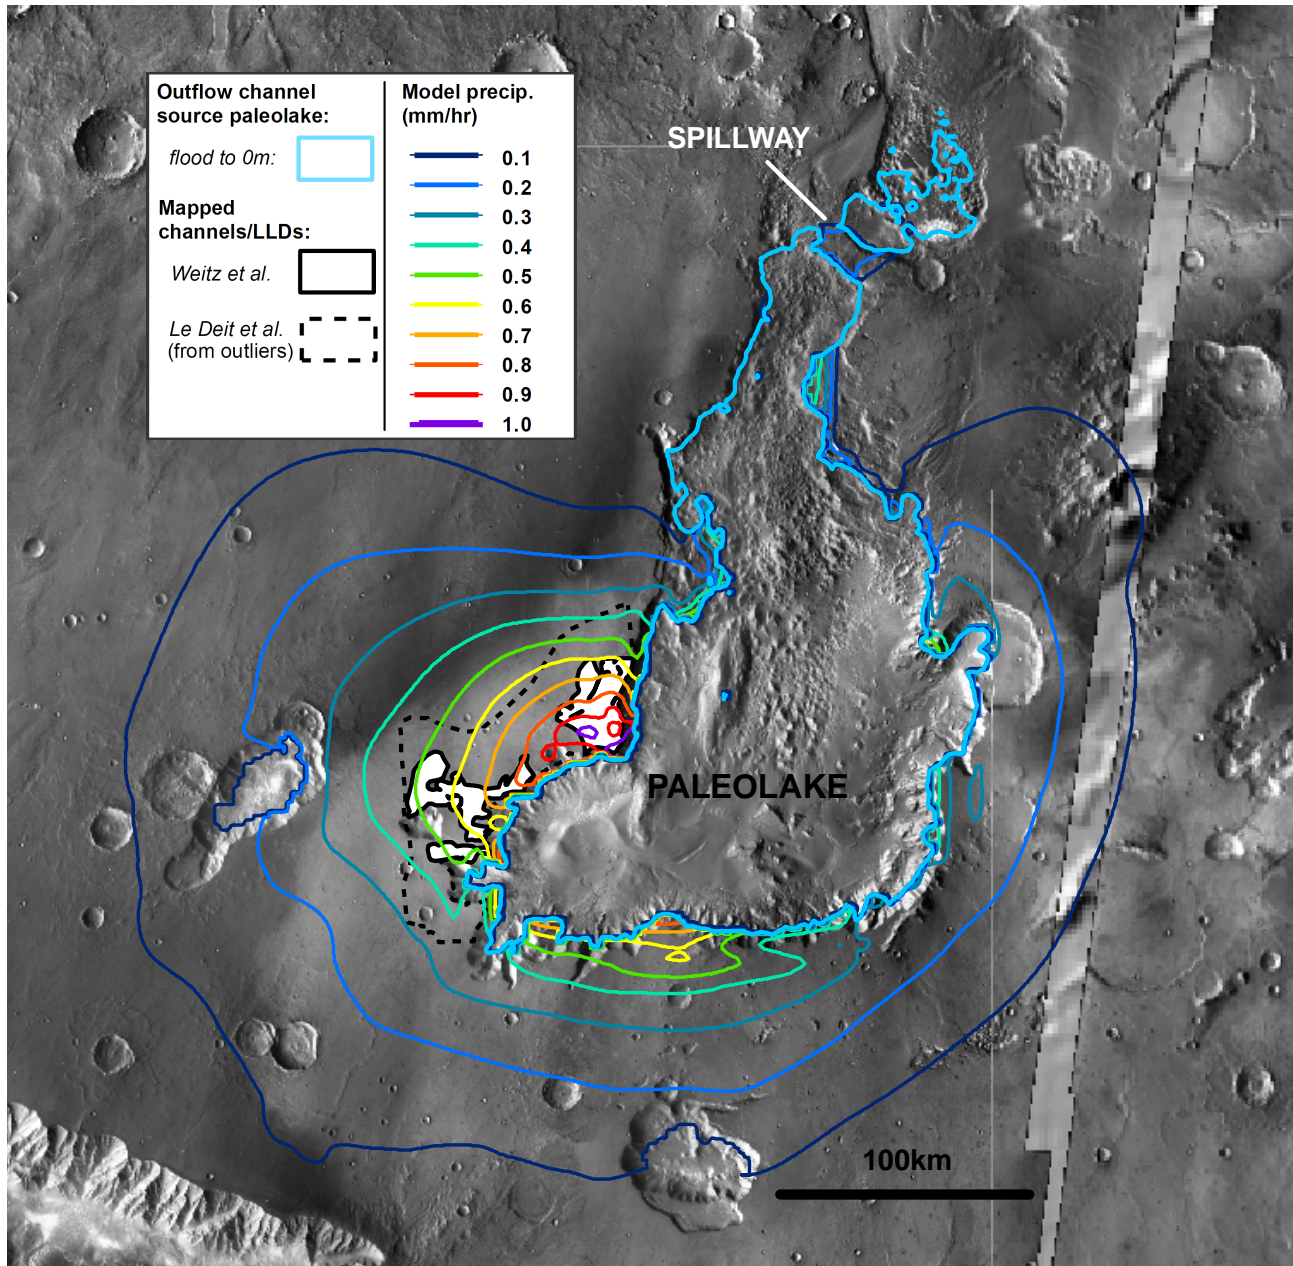 Outflow channel
source paleolake:
flood to 0m:
Mapped
channels/LLDs:
Weitz et al.
Le Deit et al.
(from outliers)
Model precip.
(mm/hr)
0.1
0.2
0.3
0.4
0.5
0.6
0.7
0.8
0.9
1.0
SPILLWAY
PALEOLAKE
100km